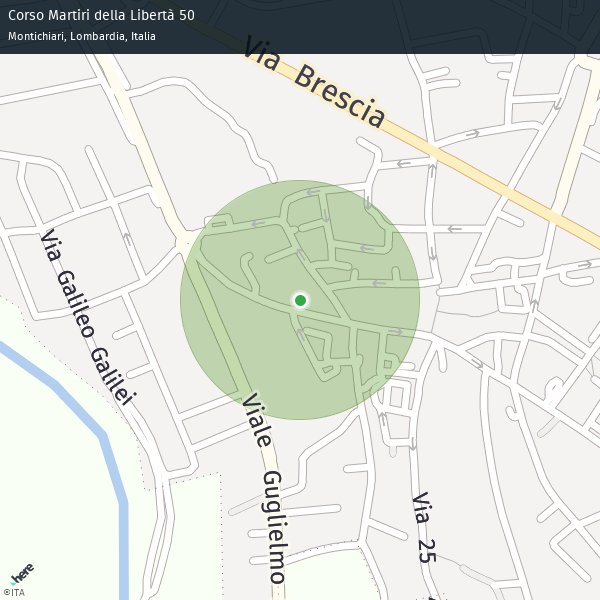 Corso Martiri della Libertà 50
Montichiari, Lombardia, Italia
Via Brescia
Via Galileo Galilei
Viale Guglielmo
Via 25
here
©ITA